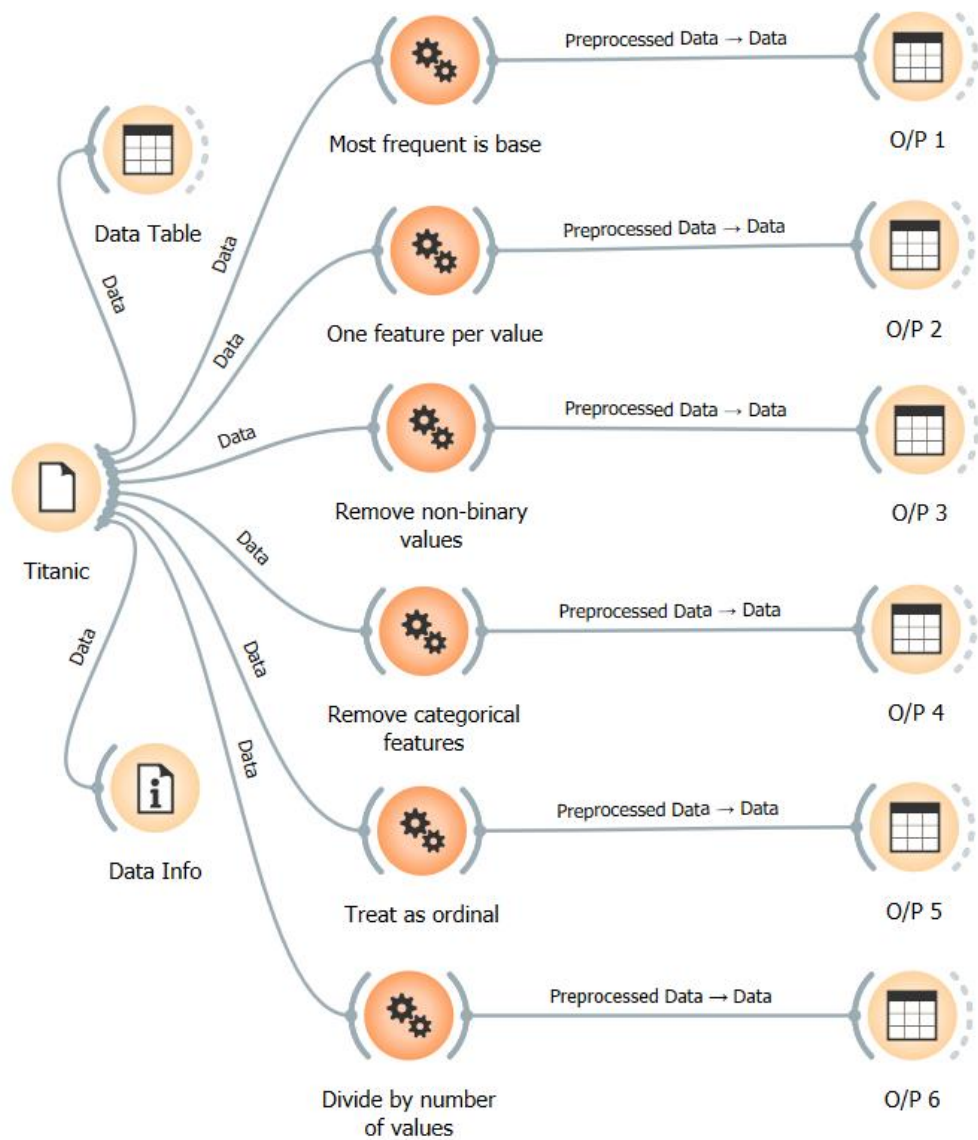 Preprocessed Data → Data
Most frequent is base
O/P 1
Data Table
Data
Data
Preprocessed Data → Data
One feature per value
O/P 2
Data
Preprocessed Data → Data
Data
Remove non-binary
values
O/P 3
Titanic
Data
Preprocessed Data → Data
Remove categorical
features
O/P 4
Data
Data
Data Info
Preprocessed Data → Data
Treat as ordinal
O/P 5
Data
Preprocessed Data → Data
Divide by number
of values
O/P 6